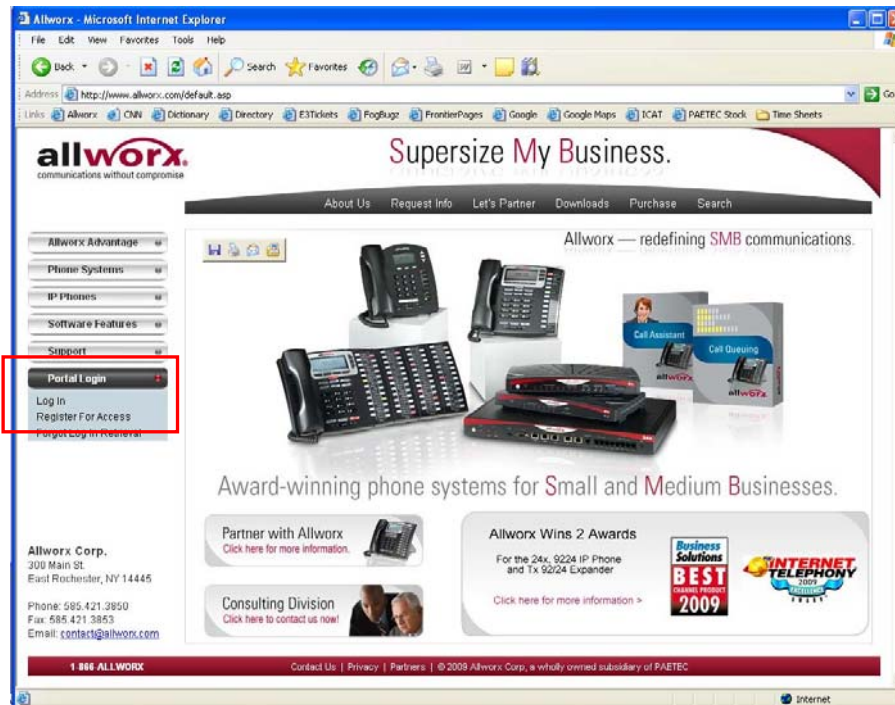 Allworx - Microsoft Internet Explorer
File Edit View Favorites Tools Help
Back Search Favorites
Address http://www.allworx.com/default.asp Go
Links Allworx CNN Dictionary Directory E3Tickets FogBugz FrontierPages Google Google Maps ICAT PAETEC Stock Time Sheets
allworx.
communications without compromise
Supersize My Business.
About Us Request Info Let's Partner Downloads Purchase Search
Allworx Advantage
Phone Systems
IP Phones
Software Features
Support
Portal Login
Log In
Register For Access
Forgot Log In Retrieval
Allworx — redefining SMB communications.
Call Assistant
allworx
Call Queuing
allworx
Award-winning phone systems for Small and Medium Businesses.
Partner with Allworx
Click here for more information.
Consulting Division
Click here to contact us now!
Allworx Wins 2 Awards
For the 24x, 9224 IP Phone
and Tx 92/24 Expander
Click here for more information >
Business
Solutions
BEST
CHANNEL PRODUCT
2009
INTERNET
TELEPHONY
2009
EXCELLENCE
AWARD
Allworx Corp.
300 Main St.
East Rochester, NY 14445
Phone: 585.421.3850
Fax: 585.421.3853
Email: contact@allworx.com
1-866-ALLWORX
Contact Us | Privacy | Partners | © 2009 Allworx Corp, a wholly owned subsidiary of PAETEC
Internet